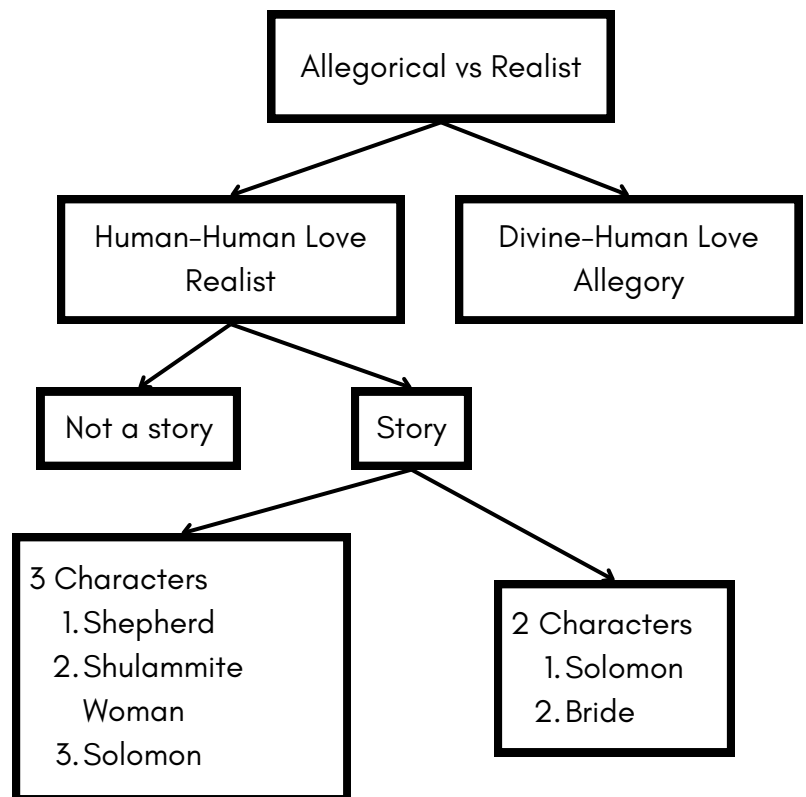 Allegorical vs Realist
Human-Human Love
Realist
Divine-Human Love
Allegory
Not a story
Story
3 Characters
1. Shepherd
2. Shulammite
Woman
3. Solomon
2 Characters
1. Solomon
2. Bride